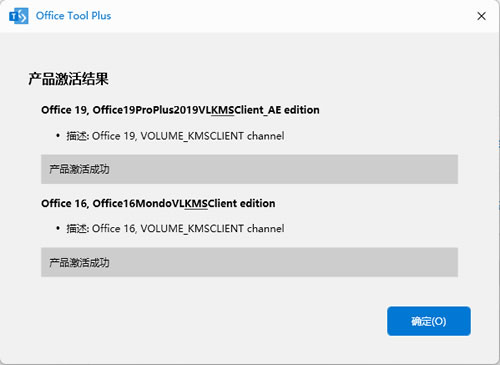 Office Tool Plus
产品激活结果
Office 19, Office19ProPlus2019VLKMSClient_AE edition
• 描述: Office 19, VOLUME_KMSCLIENT channel
产品激活成功
Office 16, Office16MondoVLKMSClient edition
• 描述: Office 16, VOLUME_KMSCLIENT channel
产品激活成功
确定(O)